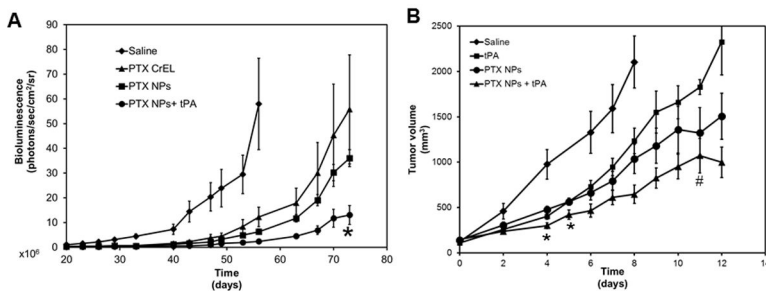 A
Bioluminescence
(photons/sec/cm²/sr)
90
80
70
60
50
40
30
20
10
0
x10⁶
20
30
40
50
60
70
80
Time
(days)
Saline
PTX CrEL
PTX NPs
PTX NPs+ tPA
*
B
Tumor volume
(mm³)
2500
2000
1500
1000
500
0
0
2
4
6
8
10
12
14
Time
(days)
Saline
tPA
PTX NPs
PTX NPs + tPA
*
*
#